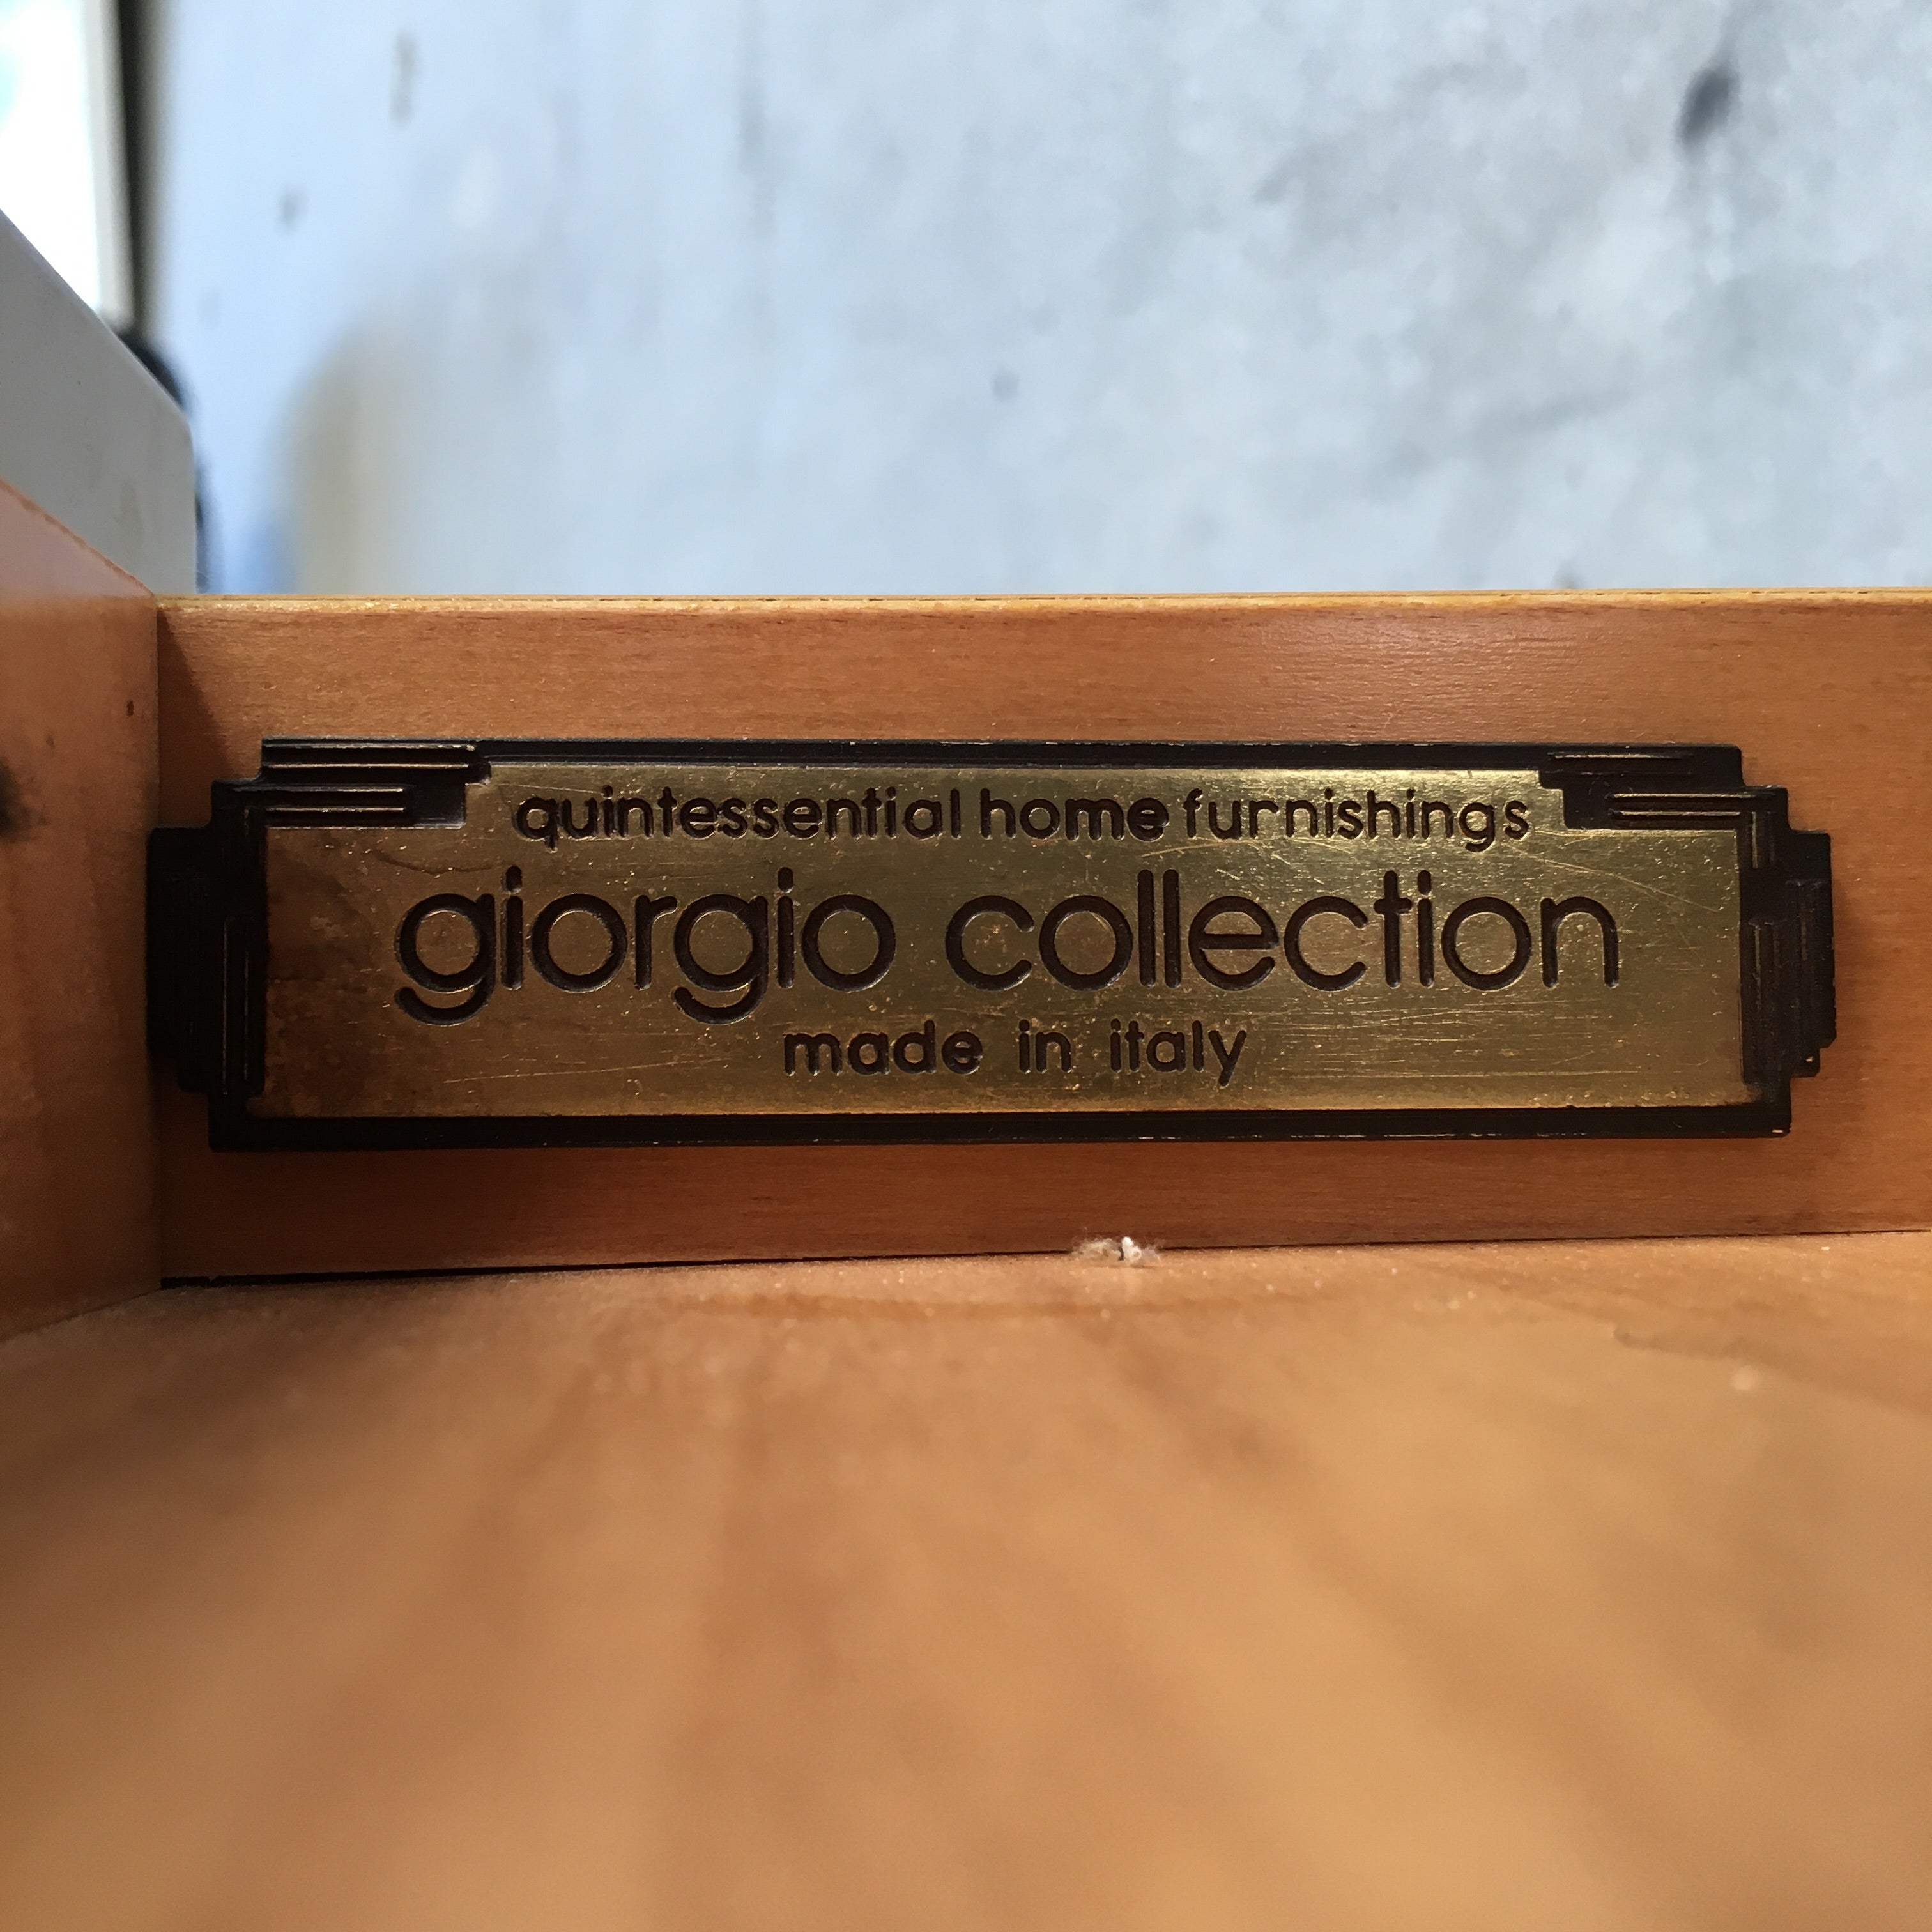 quintessential home furnishings
giorgio collection
made in italy